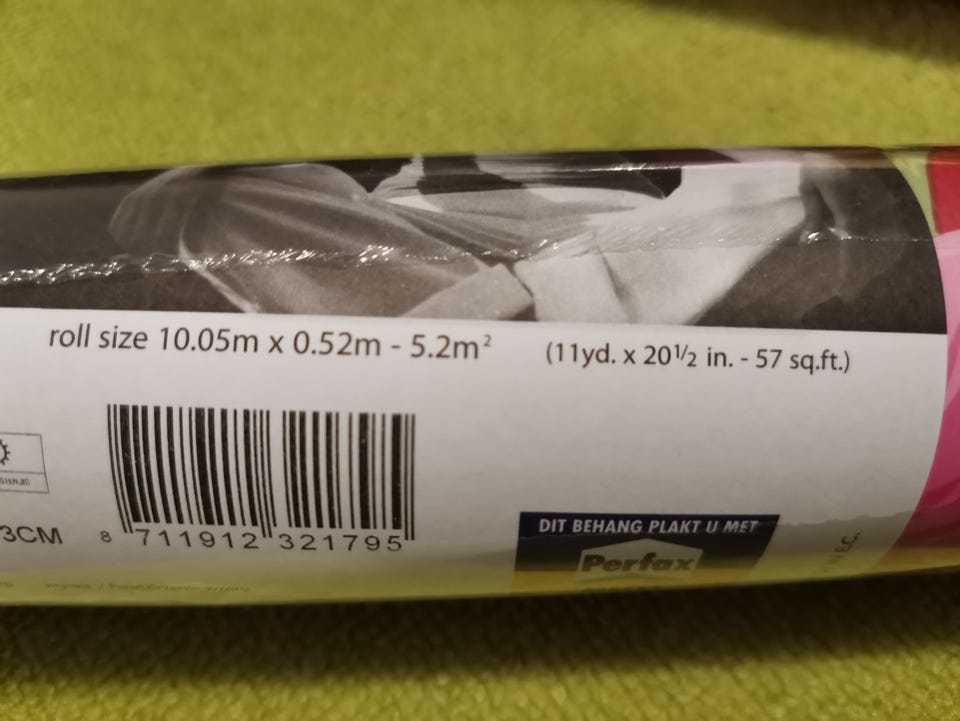 roll size 10.05m x 0.52m - 5.2m² (11yd. x 20½ in. - 57 sq.ft.)
3CM
8 711912 321795
DIT BEHANG PLAKT U MET
Perfax